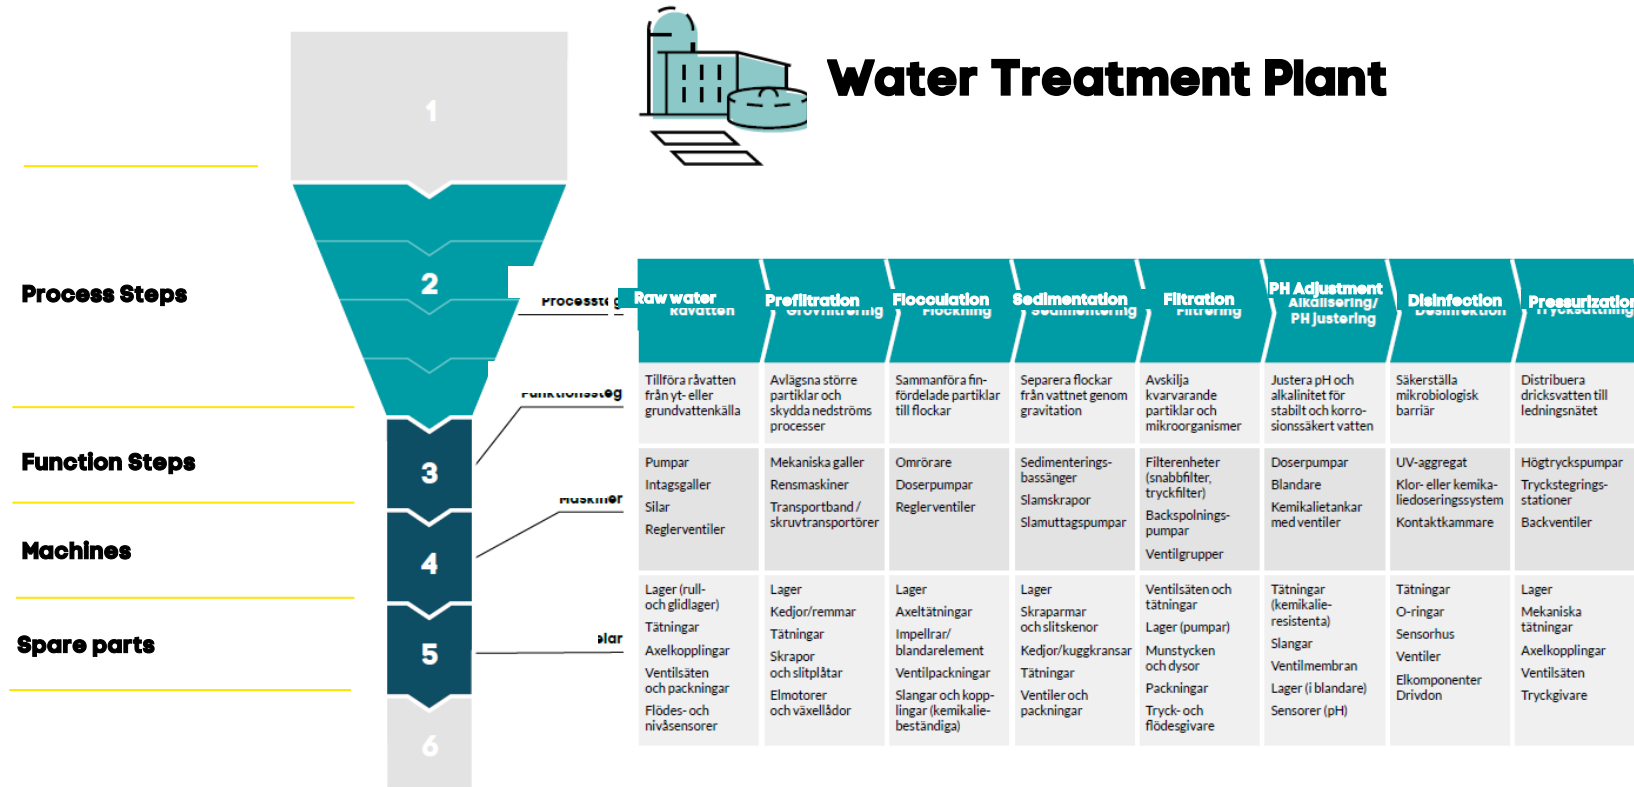 Water Treatment Plant
1
2
3
4
5
6
Process Steps
Function Steps
Machines
Spare parts
Funktionssteg
Maskiner
Raw water
Råvatten
Prefiltration
Grovfiltrering
Flocculation
Flockning
Sedimentation
Sedimentering
Filtration
Filtrering
PH Adjustment
Alkalisering/
PH justering
Disinfection
Desinfektion
Pressurization
Trycksättning
Tillföra råvatten
från yt- eller
grundvattenkälla
Avlägsna större
partiklar och
skydda nedströms
processer
Sammanföra fin-
fördelade partiklar
till flockar
Separera flockar
från vattnet genom
gravitation
Avskilja
kvarvarande
partiklar och
mikroorganismer
Justera pH och
alkalinitet för
stabilt och korro-
sionssäkert vatten
Säkerställa
mikrobiologisk
barriär
Distribuera
dricksvatten till
ledningsnätet
Pumpar
Intagsgaller
Silar
Reglerventiler
Mekaniska galler
Rensmaskiner
Transportband /
skruvtransportörer
Omrörare
Doserpumpar
Reglerventiler
Sedimenterings-
bassänger
Slamskrapor
Slamuttagspumpar
Filterenheter
(snabbfilter,
tryckfilter)
Backspolnings-
pumpar
Ventilgrupper
Doserpumpar
Blandare
Kemikalietankar
med ventiler
UV-aggregat
Klor- eller kemika-
liedoseringssystem
Kontaktkammare
Högtryckspumpar
Tryckstegrings-
stationer
Backventiler
Lager (rull-
och glidlager)
Tätningar
Axelkopplingar
Ventilsäten
och packningar
Flödes- och
nivåsensorer
Lager
Kedjor/remmar
Tätningar
Skrapor
och slitplåtar
Elmotorer
och växellådor
Lager
Axeltätningar
Impellrar/
blandarelement
Ventilpackningar
Slangar och kopp-
lingar (kemikalie-
beständiga)
Lager
Skraparmar
och slitskenor
Kedjor/kuggkransar
Tätningar
Ventiler och
packningar
Ventilsäten och
tätningar
Lager (pumpar)
Munstycken
och dysor
Packningar
Tryck- och
flödesgivare
Tätningar
(kemikalie-
resistenta)
Slangar
Ventilmembran
Lager (i blandare)
Sensorer (pH)
Tätningar
O-ringar
Sensorhus
Ventiler
Elkomponenter
Drivdon
Lager
Mekaniska
tätningar
Axelkopplingar
Ventilsäten
Tryckgivare